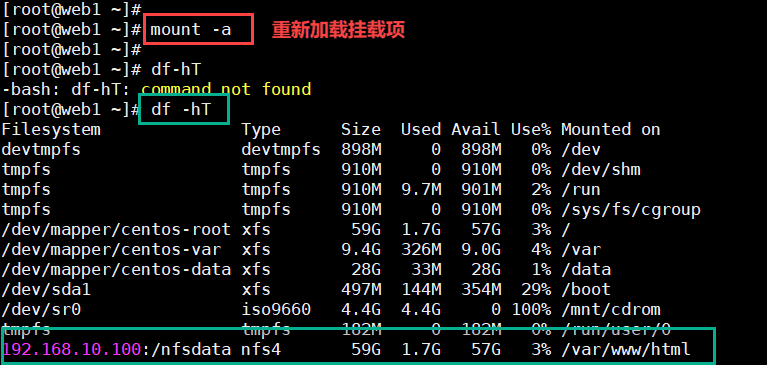 [root@web1 ~]#
[root@web1 ~]# mount -a 重新加载挂载项
[root@web1 ~]#
[root@web1 ~]# df-hT
-bash: df-hT: command not found
[root@web1 ~]# df -hT
Filesystem Type Size Used Avail Use% Mounted on
devtmpfs devtmpfs 898M 0 898M 0% /dev
tmpfs tmpfs 910M 0 910M 0% /dev/shm
tmpfs tmpfs 910M 9.7M 901M 2% /run
tmpfs tmpfs 910M 0 910M 0% /sys/fs/cgroup
/dev/mapper/centos-root xfs 59G 1.7G 57G 3% /
/dev/mapper/centos-var xfs 9.4G 326M 9.0G 4% /var
/dev/mapper/centos-data xfs 28G 33M 28G 1% /data
/dev/sda1 xfs 497M 144M 354M 29% /boot
/dev/sr0 iso9660 4.4G 4.4G 0 100% /mnt/cdrom
tmpfs tmpfs 182M 0 182M 0% /run/user/0
192.168.10.100:/nfsdata nfs4 59G 1.7G 57G 3% /var/www/html